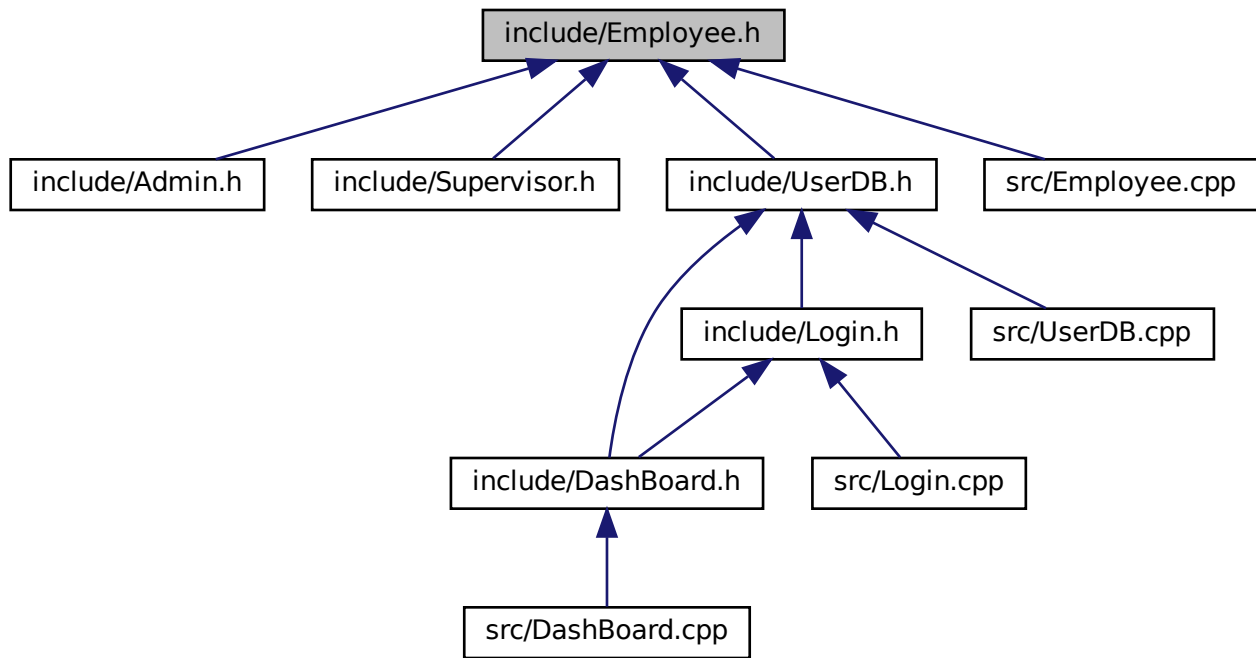 include/Employee.h
include/Admin.h
include/Supervisor.h
include/UserDB.h
src/Employee.cpp
include/Login.h
src/UserDB.cpp
include/DashBoard.h
src/Login.cpp
src/DashBoard.cpp